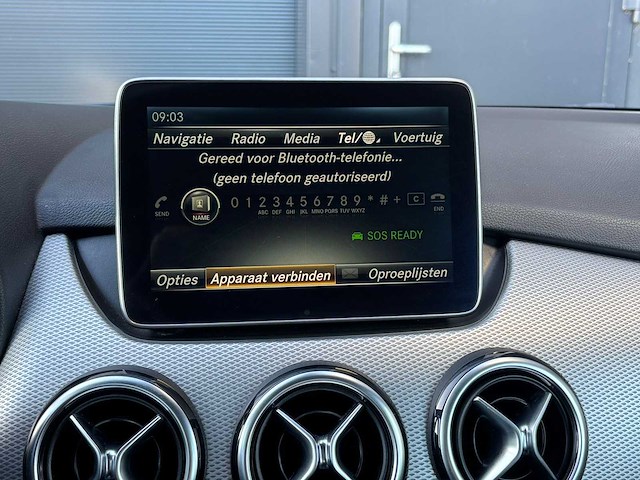 09:03
Navigatie Radio Media Tel/ Voertuig
Gereed voor Bluetooth-telefonie...
(geen telefoon geautoriseerd)
0 1 2 3 4 5 6 7 8 9 * # + C
ABC DEF GHI JKL MNO PQRS TUV WXYZ
SEND NAME END
SOS READY
Opties Apparaat verbinden Oproeplijsten